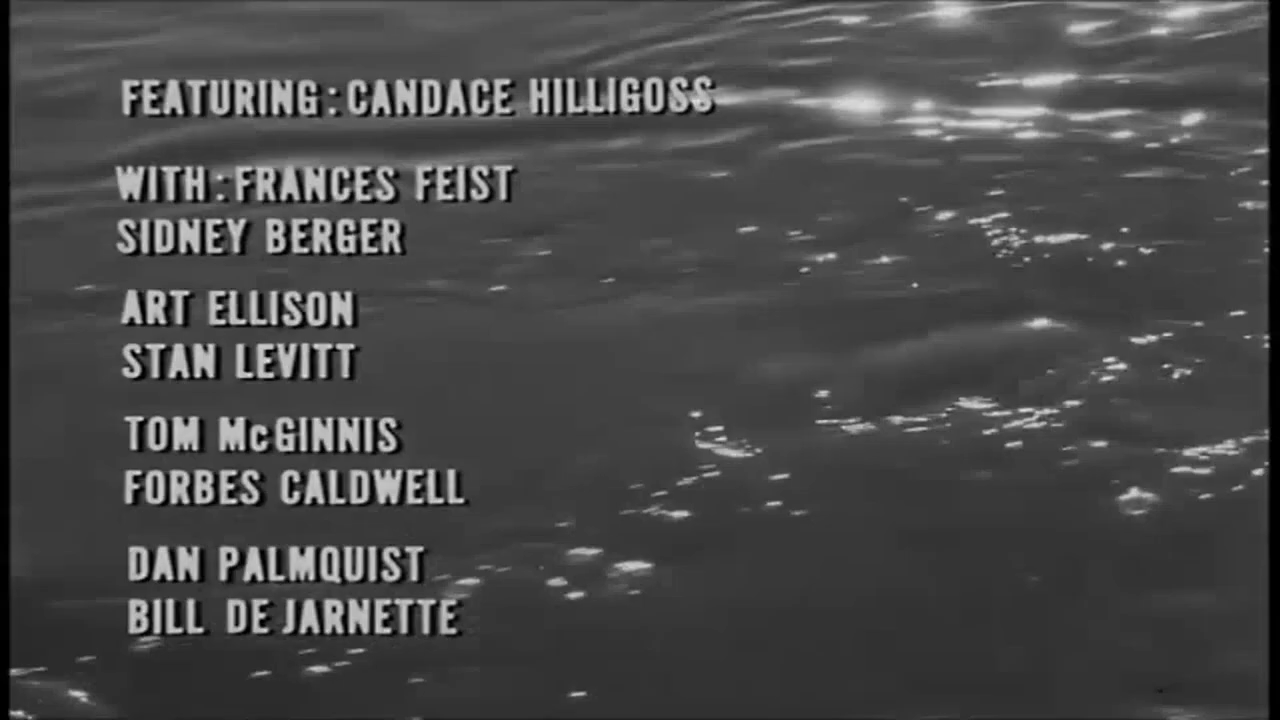 FEATURING: CANDACE HILLIGOSS
WITH: FRANCES FEIST
SIDNEY BERGER
ART ELLISON
STAN LEVITT
TOM McGINNIS
FORBES CALDWELL
DAN PALMQUIST
BILL DE JARNETTE